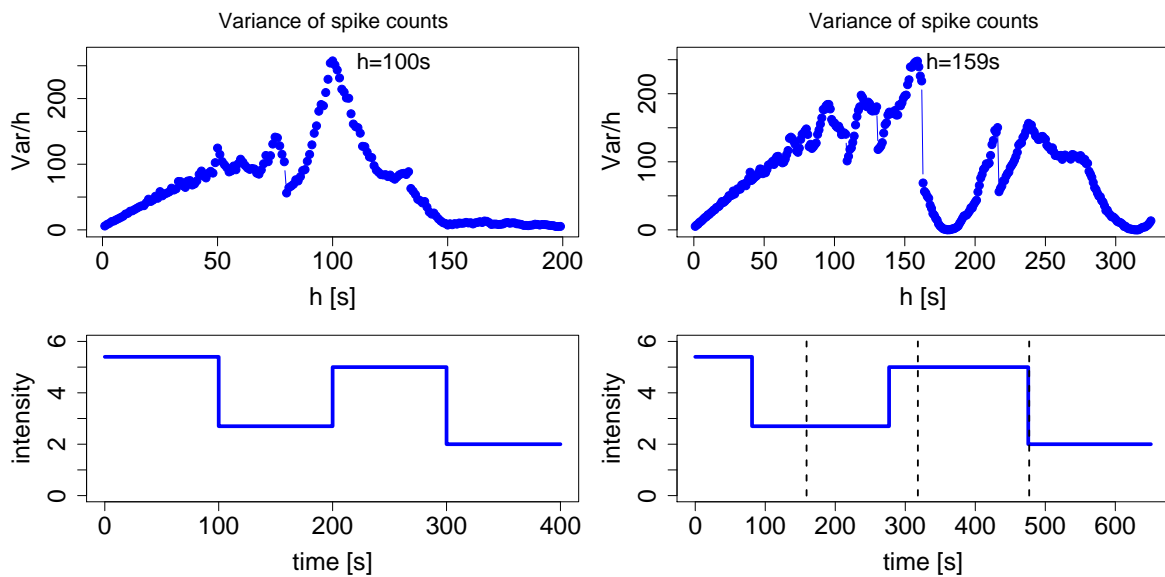 Variance of spike counts
h=100s
Var/h
0 100 200
0 50 100 150 200
h [s]
Variance of spike counts
h=159s
Var/h
0 100 200
0 50 100 150 200 250 300
h [s]
intensity
0 2 4 6
0 100 200 300 400
time [s]
intensity
0 2 4 6
0 100 200 300 400 500 600
time [s]